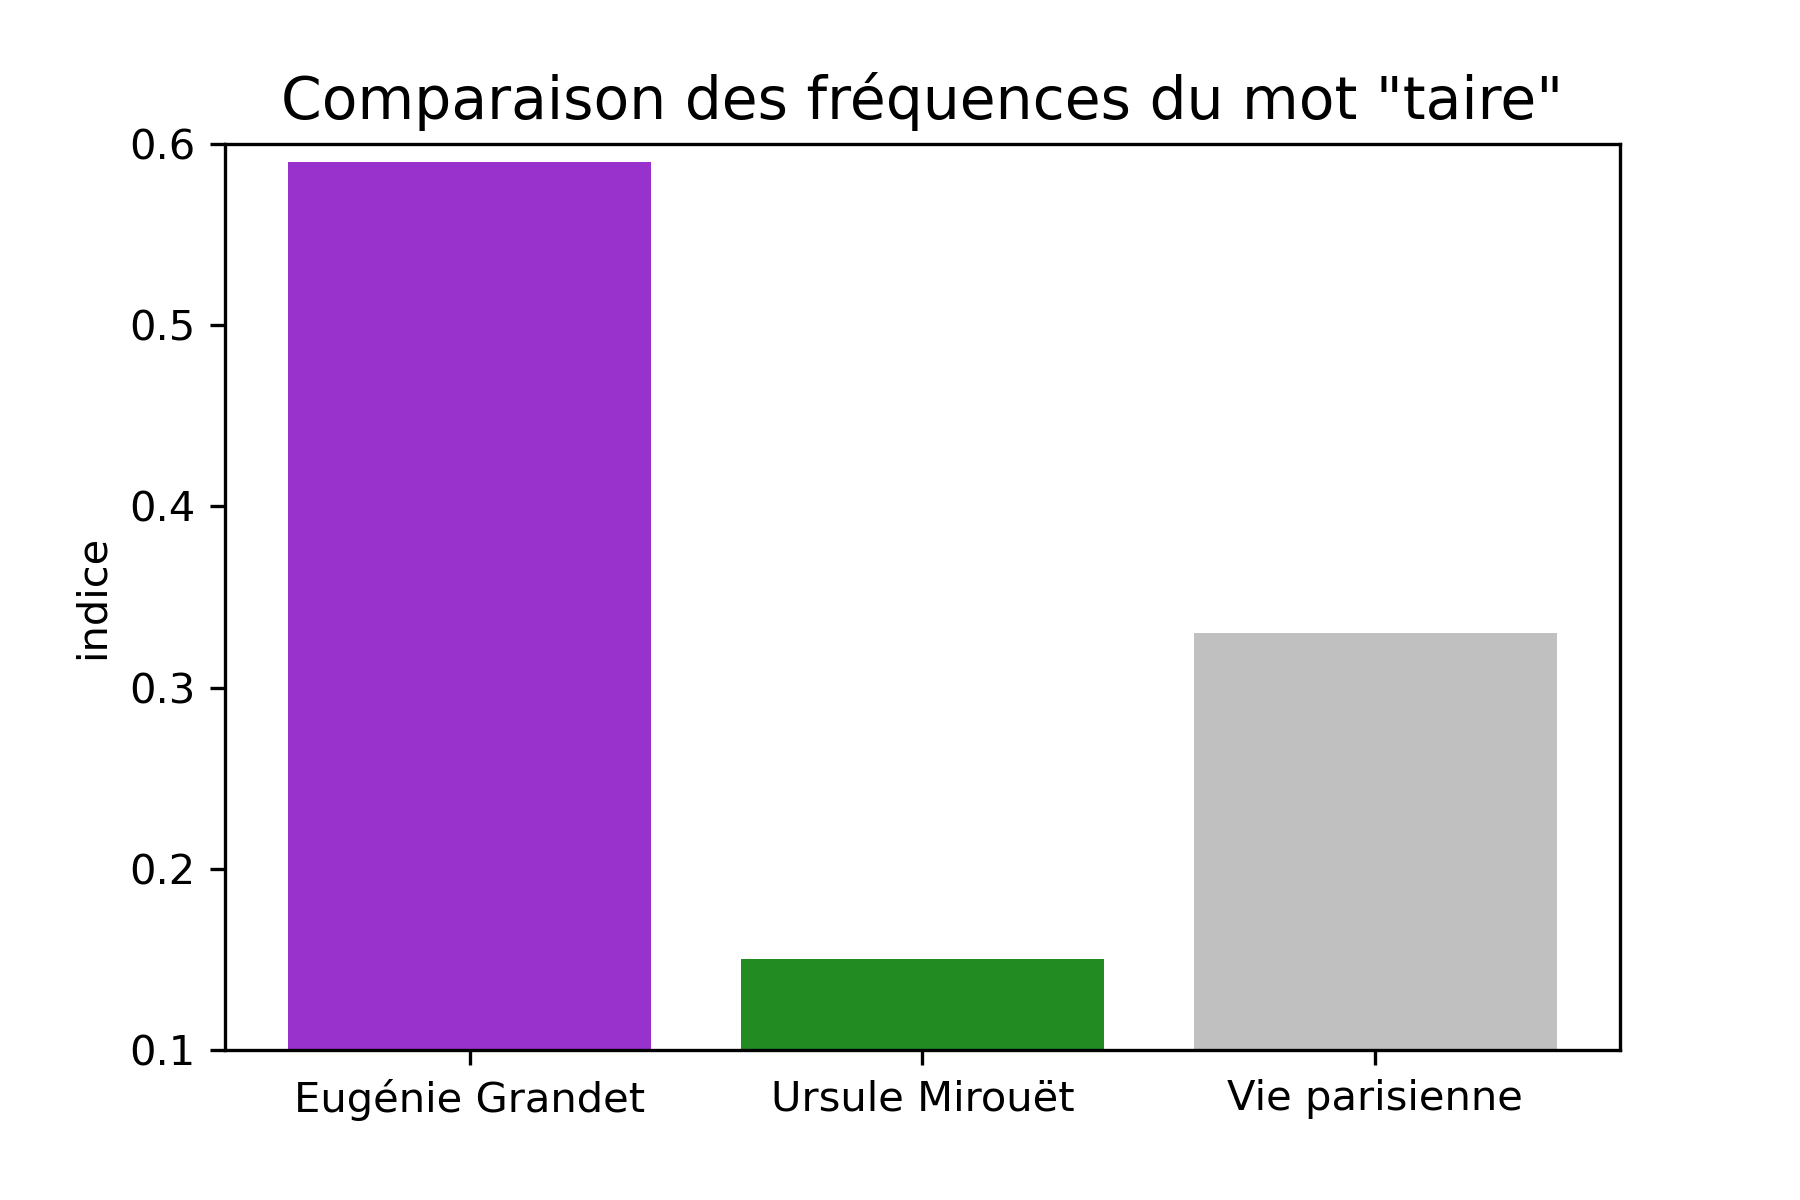 Comparaison des fréquences du mot "taire"
0.6
0.5
0.4
0.3
0.2
0.1
indice
Eugénie Grandet
Ursule Mirouët
Vie parisienne